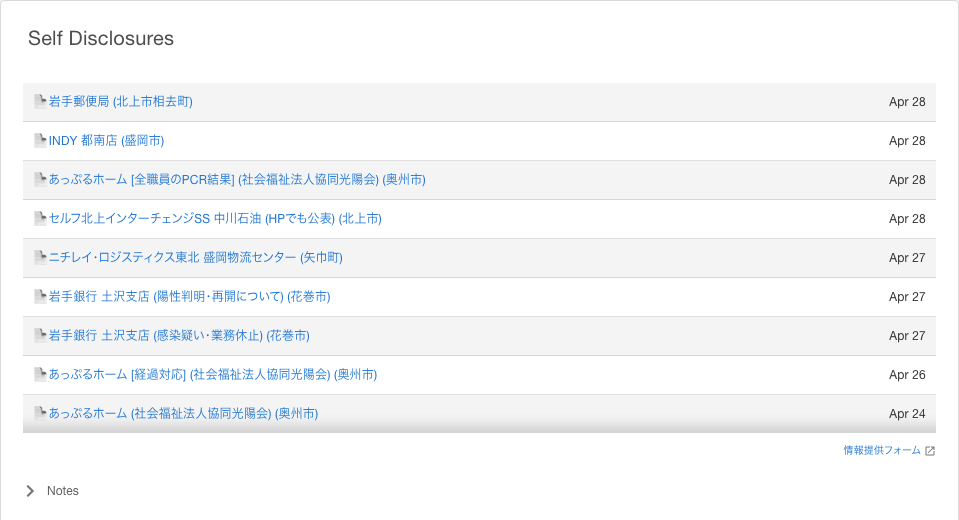 Self Disclosures
岩手郵便局 (北上市相去町) Apr 28
INDY 都南店 (盛岡市) Apr 28
あっぷるホーム [全職員のPCR結果] (社会福祉法人協同光陽会) (奥州市) Apr 28
セルフ北上インターチェンジSS 中川石油 (HPでも公表) (北上市) Apr 28
ニチレイ・ロジスティクス東北 盛岡物流センター (矢巾町) Apr 27
岩手銀行 土沢支店 (陽性判明・再開について) (花巻市) Apr 27
岩手銀行 土沢支店 (感染疑い・業務休止) (花巻市) Apr 27
あっぷるホーム [経過対応] (社会福祉法人協同光陽会) (奥州市) Apr 26
あっぷるホーム (社会福祉法人協同光陽会) (奥州市) Apr 24
情報提供フォーム
Notes